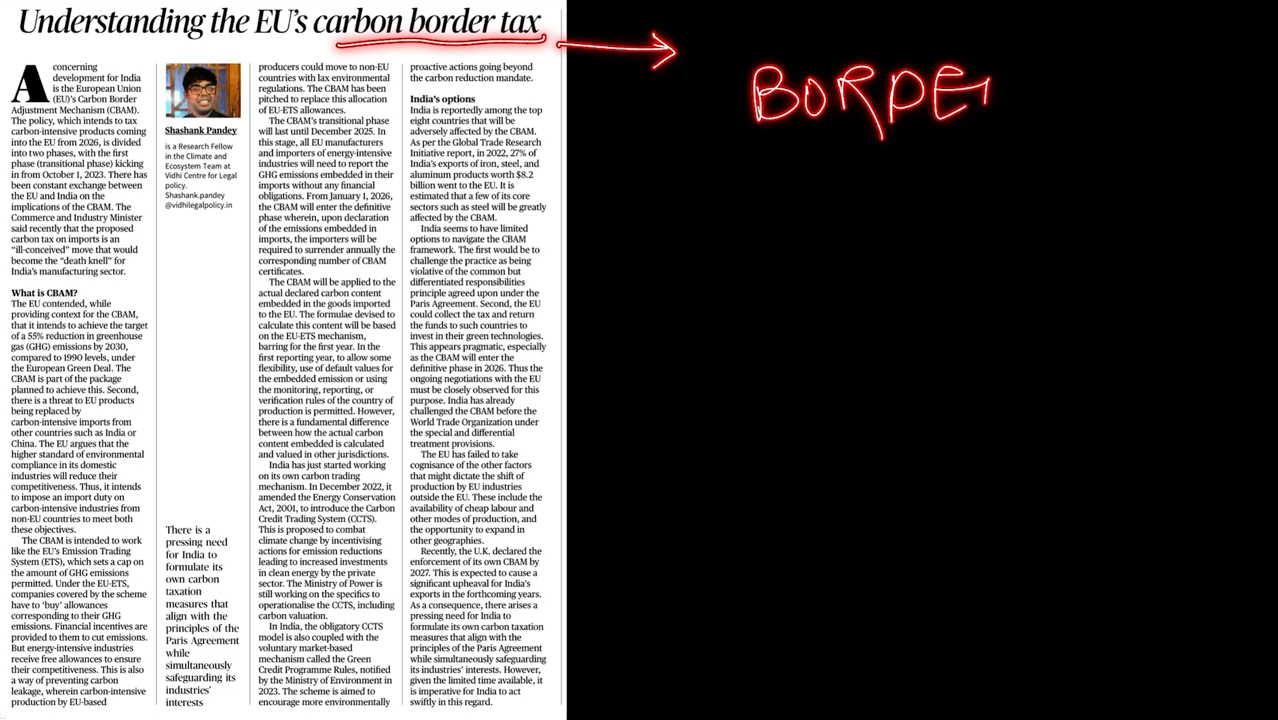 Understanding the EU's carbon border tax
A concerning
development for India
is the European Union
(EU)'s Carbon Border
Adjustment Mechanism (CBAM).
The policy, which intends to tax
carbon-intensive products coming
into the EU from 2026, is divided
into two phases, with the first
phase (transitional phase) kicking
in from October 1, 2023. There has
been constant exchange between
the EU and India on the
implications of the CBAM. The
Commerce and Industry Minister
said recently that the proposed
carbon tax on imports is an
“ill-conceived” move that would
become the “death knell” for
India's manufacturing sector.
What is CBAM?
The EU contended, while
providing context for the CBAM,
that it intends to achieve the target
of a 55% reduction in greenhouse
gas (GHG) emissions by 2030,
compared to 1990 levels, under
the European Green Deal. The
CBAM is part of the package
planned to achieve this. Second,
there is a threat to EU products
being replaced by
carbon-intensive imports from
other countries such as India or
China. The EU argues that the
higher standard of environmental
compliance in its domestic
industries will reduce their
competitiveness. Thus, it intends
to impose an import duty on
carbon-intensive industries from
non-EU countries to meet both
these objectives.
The CBAM is intended to work
like the EU's Emission Trading
System (ETS), which sets a cap on
the amount of GHG emissions
permitted. Under the EU-ETS,
companies covered by the scheme
have to ‘buy’ allowances
corresponding to their GHG
emissions. Financial incentives are
provided to them to cut emissions.
But energy-intensive industries
receive free allowances to ensure
their competitiveness. This is also
a way of preventing carbon
leakage, wherein carbon-intensive
production by EU-based
Shashank Pandey
is a Research Fellow
in the Climate and
Ecosystem Team at
Vidhi Centre for Legal
policy.
Shashank.pandey
@vidhilegalpolicy.in
There is a
pressing need
for India to
formulate its
own carbon
taxation
measures that
align with the
principles of the
Paris Agreement
while
simultaneously
safeguarding its
industries'
interests
producers could move to non-EU
countries with lax environmental
regulations. The CBAM has been
pitched to replace this allocation
of EU-ETS allowances.
The CBAM's transitional phase
will last until December 2025. In
this stage, all EU manufacturers
and importers of energy-intensive
industries will need to report the
GHG emissions embedded in their
imports without any financial
obligations. From January 1, 2026,
the CBAM will enter the definitive
phase wherein, upon declaration
of the emissions embedded in
imports, the importers will be
required to surrender annually the
corresponding number of CBAM
certificates.
The CBAM will be applied to the
actual declared carbon content
embedded in the goods imported
to the EU. The formulae devised to
calculate this content will be based
on the EU-ETS mechanism,
barring for the first year. In the
first reporting year, to allow some
flexibility, use of default values for
the embedded emission or using
the monitoring, reporting, or
verification rules of the country of
production is permitted. However,
there is a fundamental difference
between how the actual carbon
content embedded is calculated
and valued in other jurisdictions.
India has just started working
on its own carbon trading
mechanism. In December 2022, it
amended the Energy Conservation
Act, 2001, to introduce the Carbon
Credit Trading System (CCTS).
This is proposed to combat
climate change by incentivising
actions for emission reductions
leading to increased investments
in clean energy by the private
sector. The Ministry of Power is
still working on the specifics to
operationalise the CCTS, including
carbon valuation.
In India, the obligatory CCTS
model is also coupled with the
voluntary market-based
mechanism called the Green
Credit Programme Rules, notified
by the Ministry of Environment in
2023. The scheme is aimed to
encourage more environmentally
proactive actions going beyond
the carbon reduction mandate.
India's options
India is reportedly among the top
eight countries that will be
adversely affected by the CBAM.
As per the Global Trade Research
Initiative report, in 2022, 27% of
India's exports of iron, steel, and
aluminum products worth $8.2
billion went to the EU. It is
estimated that a few of its core
sectors such as steel will be greatly
affected by the CBAM.
India seems to have limited
options to navigate the CBAM
framework. The first would be to
challenge the practice as being
violative of the common but
differentiated responsibilities
principle agreed upon under the
Paris Agreement. Second, the EU
could collect the tax and return
the funds to such countries to
invest in their green technologies.
This appears pragmatic, especially
as the CBAM will enter the
definitive phase in 2026. Thus the
ongoing negotiations with the EU
must be closely observed for this
purpose. India has already
challenged the CBAM before the
World Trade Organization under
the special and differential
treatment provisions.
The EU has failed to take
cognisance of the other factors
that might dictate the shift of
production by EU industries
outside the EU. These include the
availability of cheap labour and
other modes of production, and
the opportunity to expand in
other geographies.
Recently, the U.K. declared the
enforcement of its own CBAM by
2027. This is expected to cause a
significant upheaval for India's
exports in the forthcoming years.
As a consequence, there arises a
pressing need for India to
formulate its own carbon taxation
measures that align with the
principles of the Paris Agreement
while simultaneously safeguarding
its industries' interests. However,
given the limited time available, it
is imperative for India to act
swiftly in this regard.